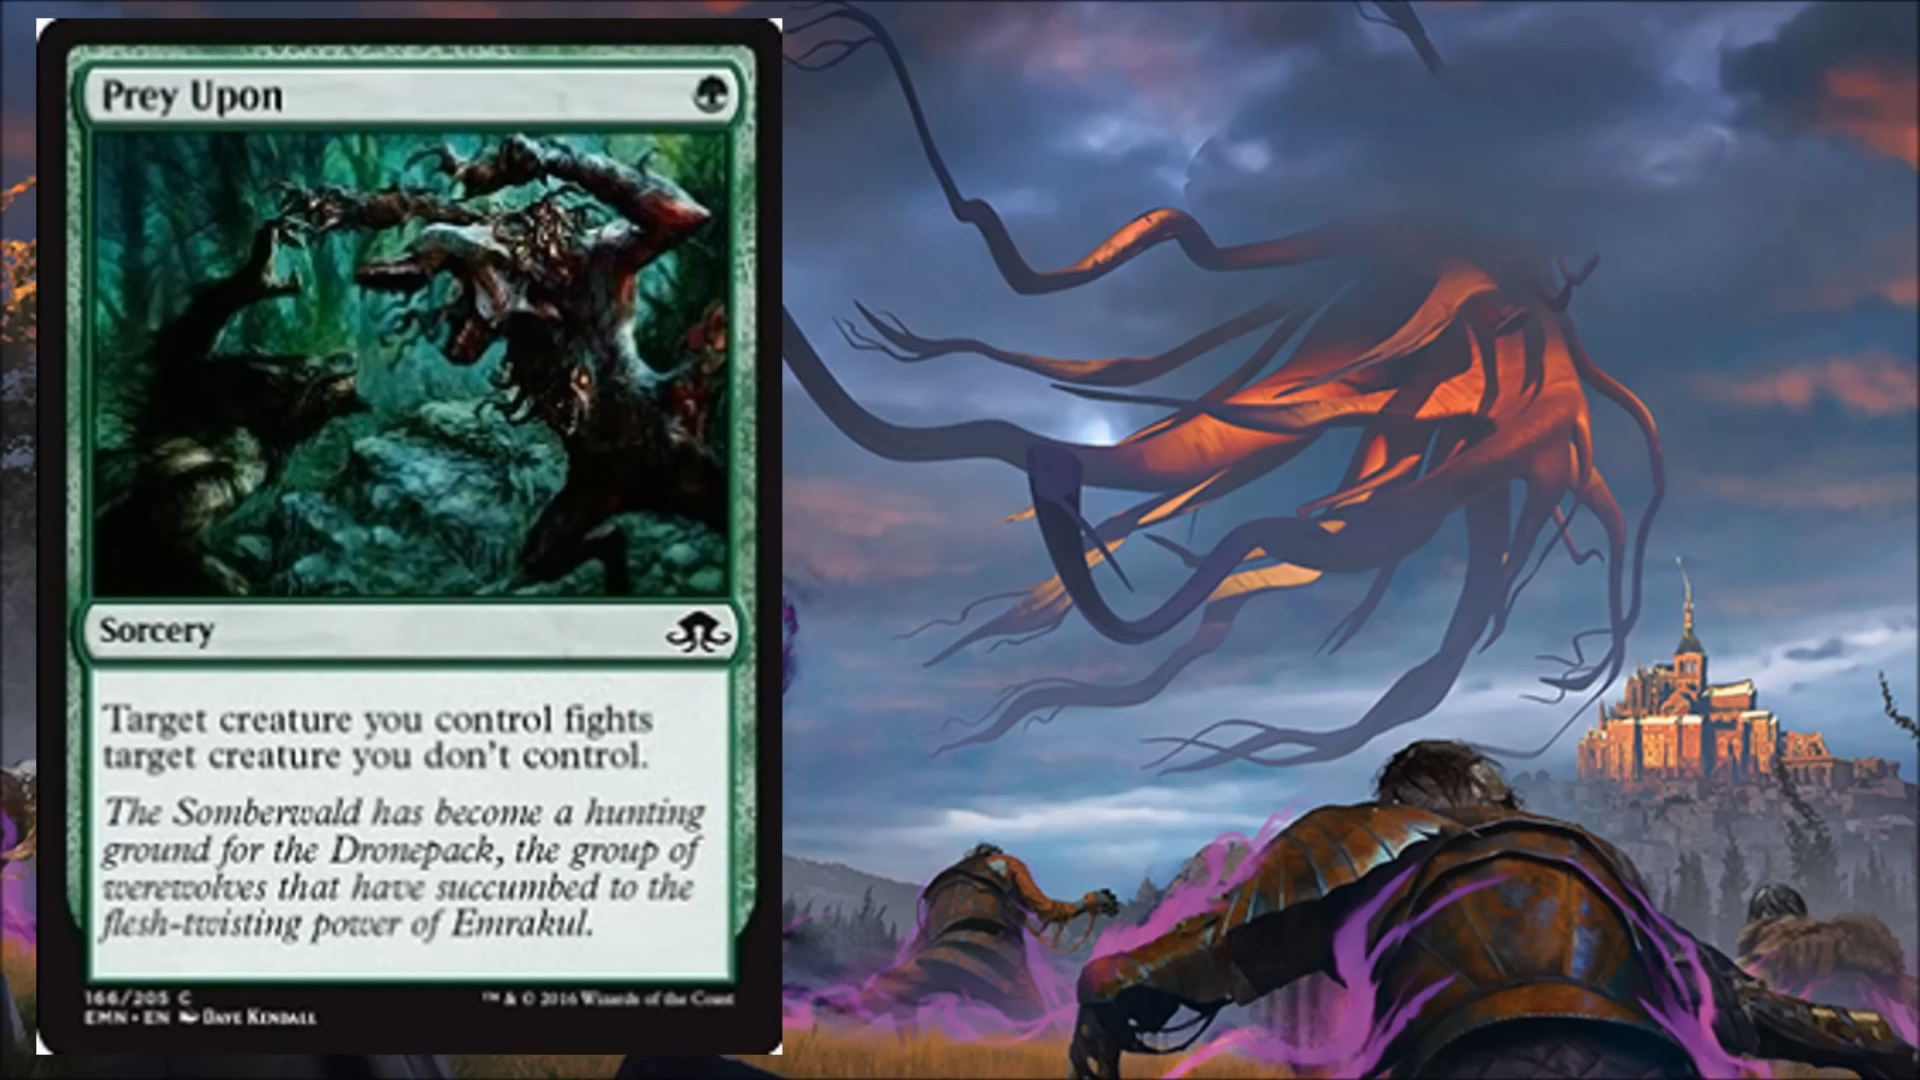 Prey Upon
Sorcery
Target creature you control fights
target creature you don't control.
The Somberwald has become a hunting
ground for the Dronepack, the group of
werewolves that have succumbed to the
flesh-twisting power of Emrakul.
166/205 C
™ & © 2016 Wizards of the Coast
EMN • EN Dave Kendall